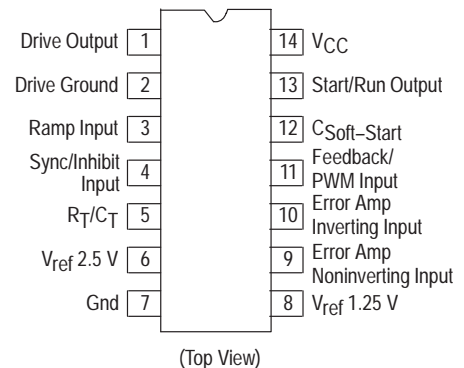 Drive Output 1
Drive Ground 2
Ramp Input 3
Sync/Inhibit
Input 4
RT/CT 5
Vref 2.5 V 6
Gnd 7
14 VCC
13 Start/Run Output
12 CSoft–Start
11 Feedback/
PWM Input
10 Error Amp
Inverting Input
9 Error Amp
Noninverting Input
8 Vref 1.25 V
(Top View)